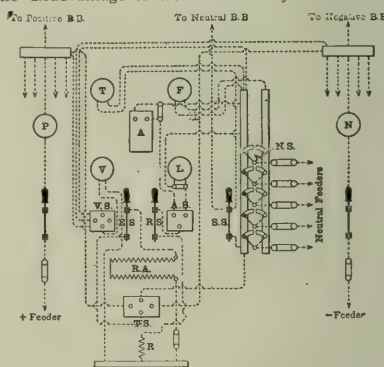 To Positive B.B.
To Neutral B.B
To Negative B.B
T
F
A
P
N
N.S.
V
L
V.S.
E.S
R.S
A.S.
S.S.
Neutral Feeders
R.A.
T.S.
R
+ Feeder
-Feeder